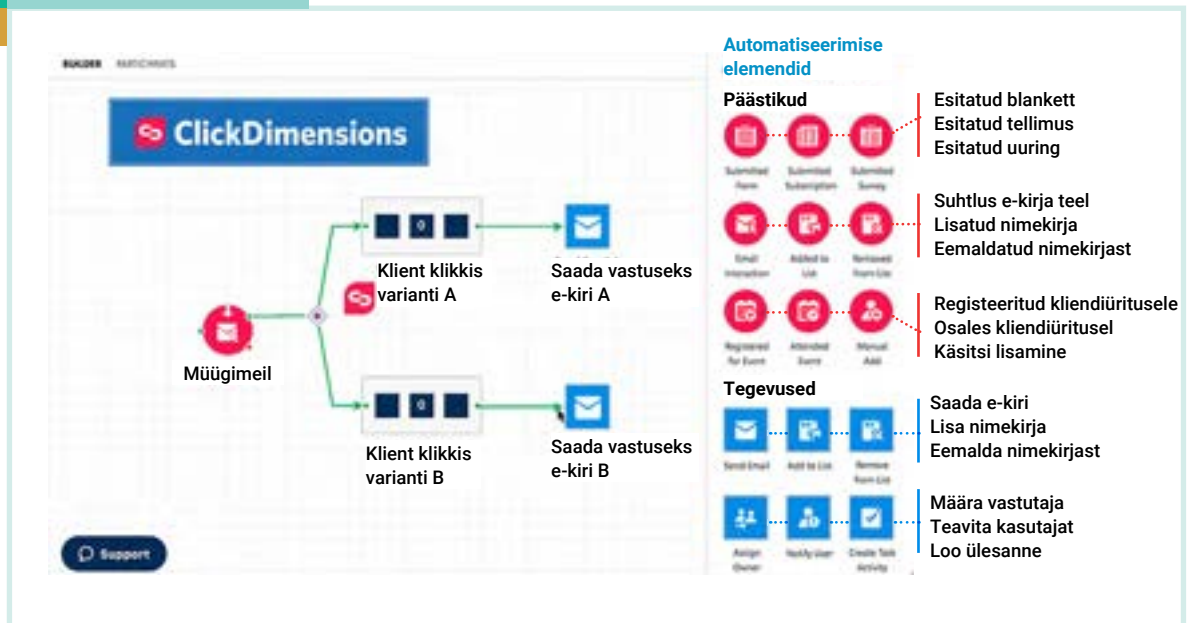 BUILDER PARTICIPANTS
ClickDimensions
Klient klikkis
varianti A
Saada vastuseks
e-kiri A
Müügimeil
Klient klikkis
varianti B
Saada vastuseks
e-kiri B
Support
Automatiseerimise
elemendid
Päästikud
Submitted
Form
Submitted
Subscription
Submitted
Survey
Esitatud blankett
Esitatud tellimus
Esitatud uuring
Email
Interaction
Added to
List
Removed
from List
Suhtlus e-kirja teel
Lisatud nimekirja
Eemaldatud nimekirjast
Registered
for Event
Attended
Event
Manual
Add
Registeeritud kliendiüritusele
Osales kliendiüritusel
Käsitsi lisamine
Tegevused
Send Email
Add to List
Remove
from List
Saada e-kiri
Lisa nimekirja
Eemalda nimekirjast
Assign
Owner
Notify User
Create Task
Activity
Määra vastutaja
Teavita kasutajat
Loo ülesanne